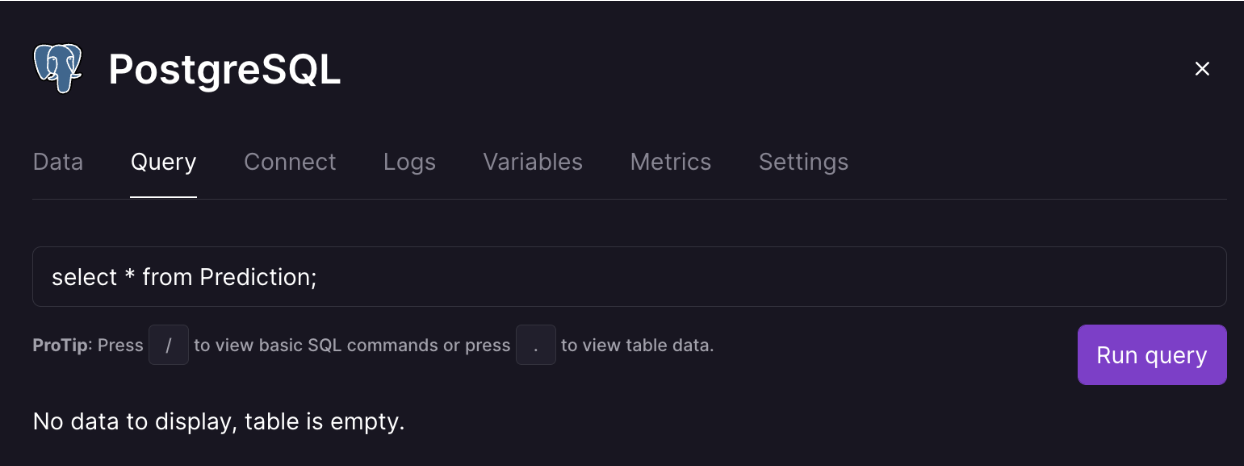 PostgreSQL
Data Query Connect Logs Variables Metrics Settings
select * from Prediction;
ProTip: Press / to view basic SQL commands or press . to view table data.
Run query
No data to display, table is empty.